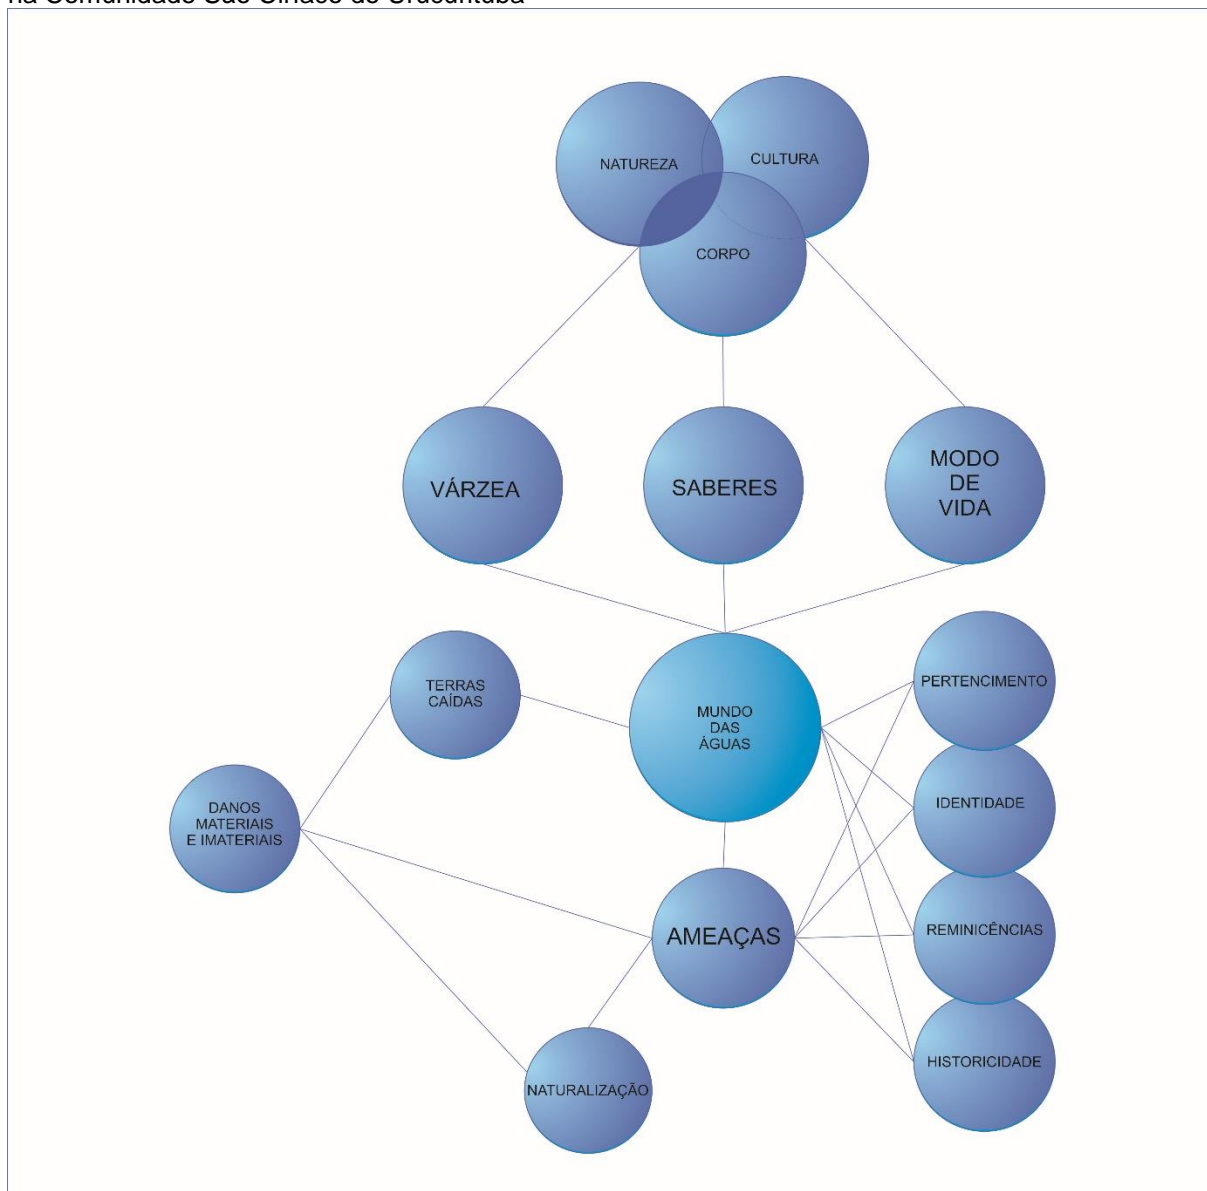 na Comunidade São Ciríaco do Urucurituba
NATUREZA
CULTURA
CORPO
VÁRZEA
SABERES
MODO
DE
VIDA
TERRAS
CAÍDAS
MUNDO
DAS
ÁGUAS
PERTENCIMENTO
DANOS
MATERIAIS
E IMATERIAIS
IDENTIDADE
AMEAÇAS
REMINICÊNCIAS
HISTORICIDADE
NATURALIZAÇÃO